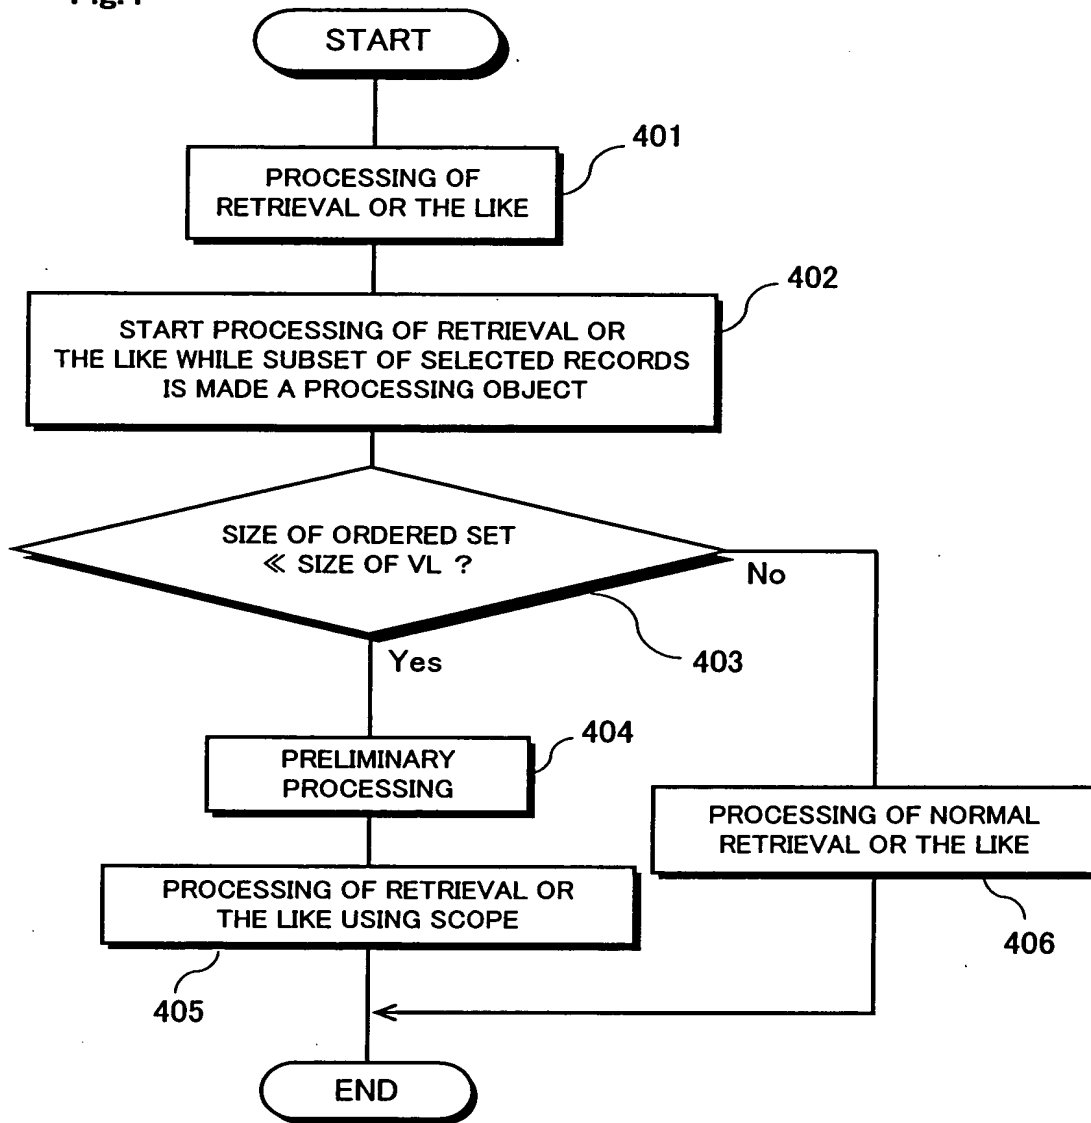 START
401
PROCESSING OF
RETRIEVAL OR THE LIKE
402
START PROCESSING OF RETRIEVAL OR
THE LIKE WHILE SUBSET OF SELECTED RECORDS
IS MADE A PROCESSING OBJECT
SIZE OF ORDERED SET
≪ SIZE OF VL ?
No
403
Yes
404
PRELIMINARY
PROCESSING
PROCESSING OF NORMAL
RETRIEVAL OR THE LIKE
PROCESSING OF RETRIEVAL OR
THE LIKE USING SCOPE
406
405
END